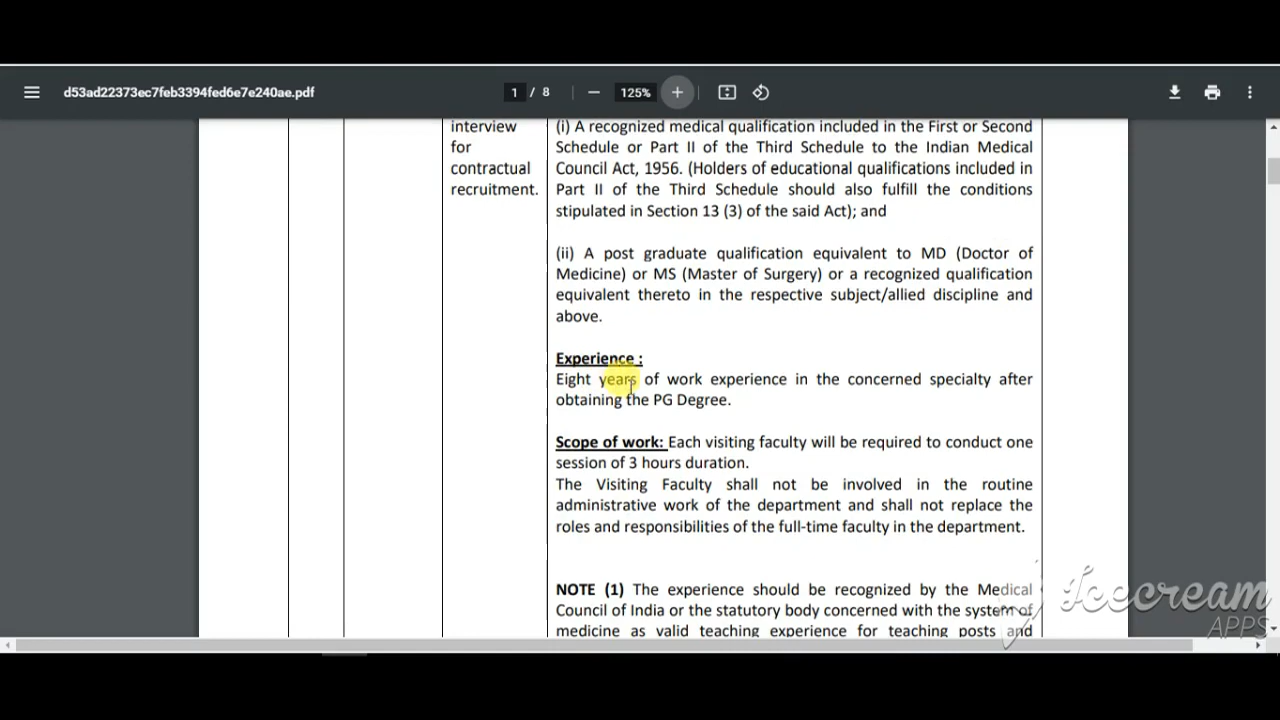 d53ad22373ec7feb3394fed6e7e240ae.pdf
1 / 8
125%
interview
for
contractual
recruitment.
(i) A recognized medical qualification included in the First or Second
Schedule or Part II of the Third Schedule to the Indian Medical
Council Act, 1956. (Holders of educational qualifications included in
Part II of the Third Schedule should also fulfill the conditions
stipulated in Section 13 (3) of the said Act); and
(ii) A post graduate qualification equivalent to MD (Doctor of
Medicine) or MS (Master of Surgery) or a recognized qualification
equivalent thereto in the respective subject/allied discipline and
above.
Experience :
Eight years of work experience in the concerned specialty after
obtaining the PG Degree.
Scope of work: Each visiting faculty will be required to conduct one
session of 3 hours duration.
The Visiting Faculty shall not be involved in the routine
administrative work of the department and shall not replace the
roles and responsibilities of the full-time faculty in the department.
NOTE (1) The experience should be recognized by the Medical
Council of India or the statutory body concerned with the system of
medicine as valid teaching experience for teaching posts and
Icecream
APPS